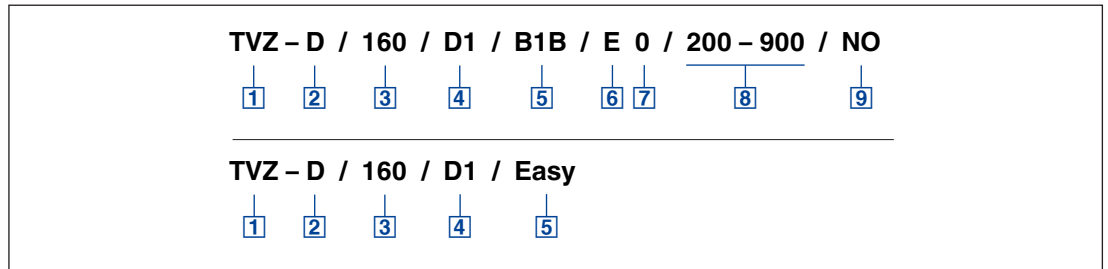 TVZ – D / 160 / D1 / B1B / E 0 / 200 – 900 / NO
1 2 3 4 5 6 7 8 9
TVZ – D / 160 / D1 / Easy
1 2 3 4 5